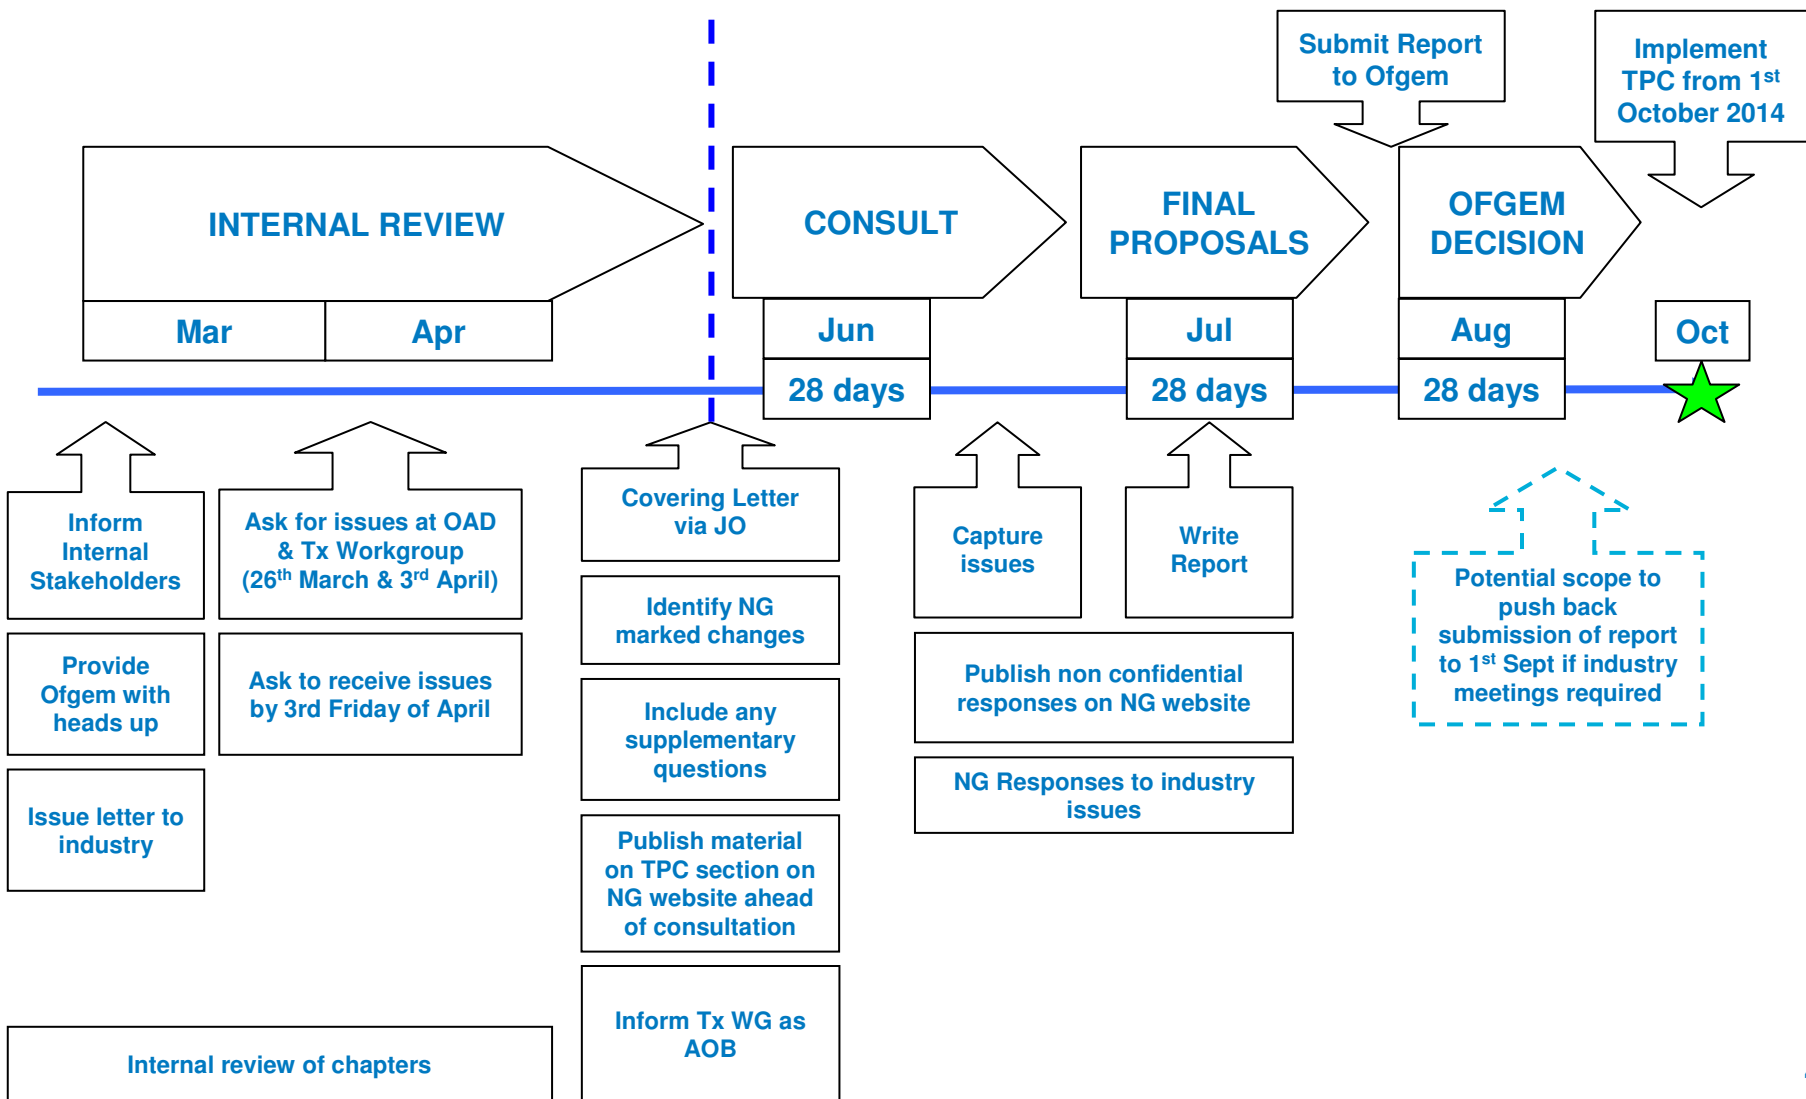 Submit Report
to Ofgem
Implement
TPC from 1st
October 2014
INTERNAL REVIEW
CONSULT
FINAL
PROPOSALS
OFGEM
DECISION
Mar
Apr
Jun
Jul
Aug
Oct
28 days
28 days
28 days
Inform
Internal
Stakeholders
Provide
Ofgem with
heads up
Issue letter to
industry
Ask for issues at OAD
& Tx Workgroup
(26th March & 3rd April)
Ask to receive issues
by 3rd Friday of April
Internal review of chapters
Covering Letter
via JO
Identify NG
marked changes
Include any
supplementary
questions
Publish material
on TPC section on
NG website ahead
of consultation
Inform Tx WG as
AOB
Capture
issues
Write
Report
Publish non confidential
responses on NG website
NG Responses to industry
issues
Potential scope to
push back
submission of report
to 1st Sept if industry
meetings required